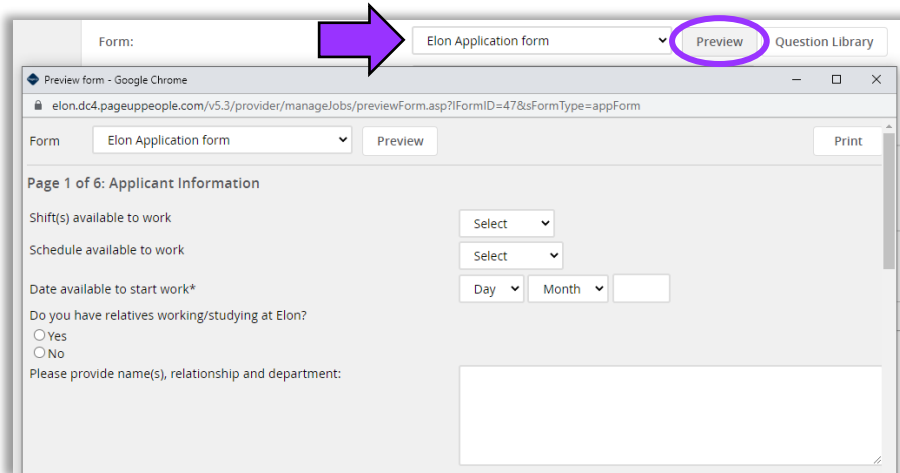 Form: Elon Application form Preview Question Library
Preview form - Google Chrome
elon.dc4.pageuppeople.com/v5.3/provider/manageJobs/previewForm.asp?lFormID=47&sFormType=appForm
Form Elon Application form Preview Print
Page 1 of 6: Applicant Information
Shift(s) available to work Select
Schedule available to work Select
Date available to start work* Day Month
Do you have relatives working/studying at Elon?
Yes
No
Please provide name(s), relationship and department: